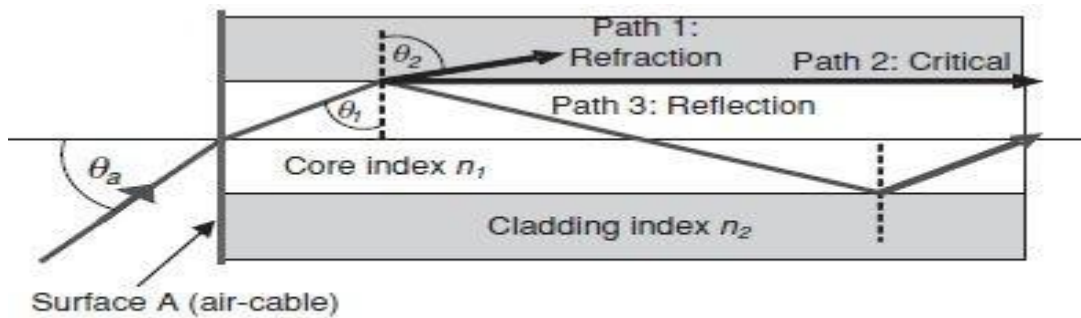 Path 1:
θ2
Refraction
Path 2: Critical
θ1
Path 3: Reflection
θa
Core index n1
Cladding index n2
Surface A (air-cable)